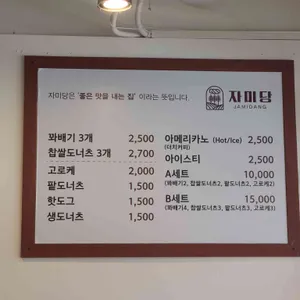 자미당은 '좋은 맛을 내는 집' 이라는 뜻입니다.
자미당
JAMIDANG
꽈배기 3개 2,500
찹쌀도너츠 3개 2,700
고로케 2,000
팥도너츠 1,500
핫도그 1,500
생도너츠 1,500
아메리카노 (Hot/Ice) 2,500
(더치커피)
아이스티 2,500
A세트 10,000
(꽈배기2, 찹쌀도너츠2, 팥도너츠2, 고로케2)
B세트 15,000
(꽈배기4, 찹쌀도너츠3, 팥도너츠3, 고로케3)